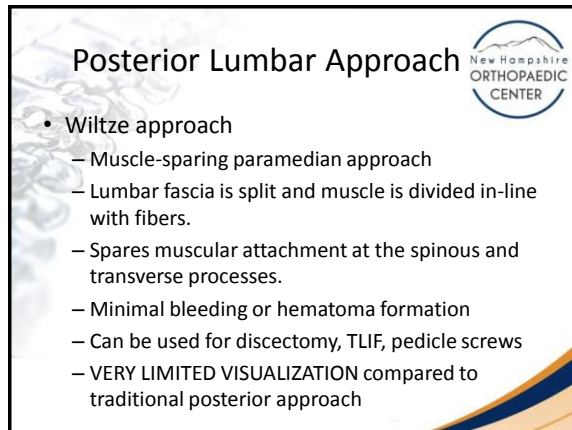 Posterior Lumbar Approach
New Hampshire
ORTHOPAEDIC
CENTER
• Wiltze approach
– Muscle-sparing paramedian approach
– Lumbar fascia is split and muscle is divided in-line
with fibers.
– Spares muscular attachment at the spinous and
transverse processes.
– Minimal bleeding or hematoma formation
– Can be used for discectomy, TLIF, pedicle screws
– VERY LIMITED VISUALIZATION compared to
traditional posterior approach